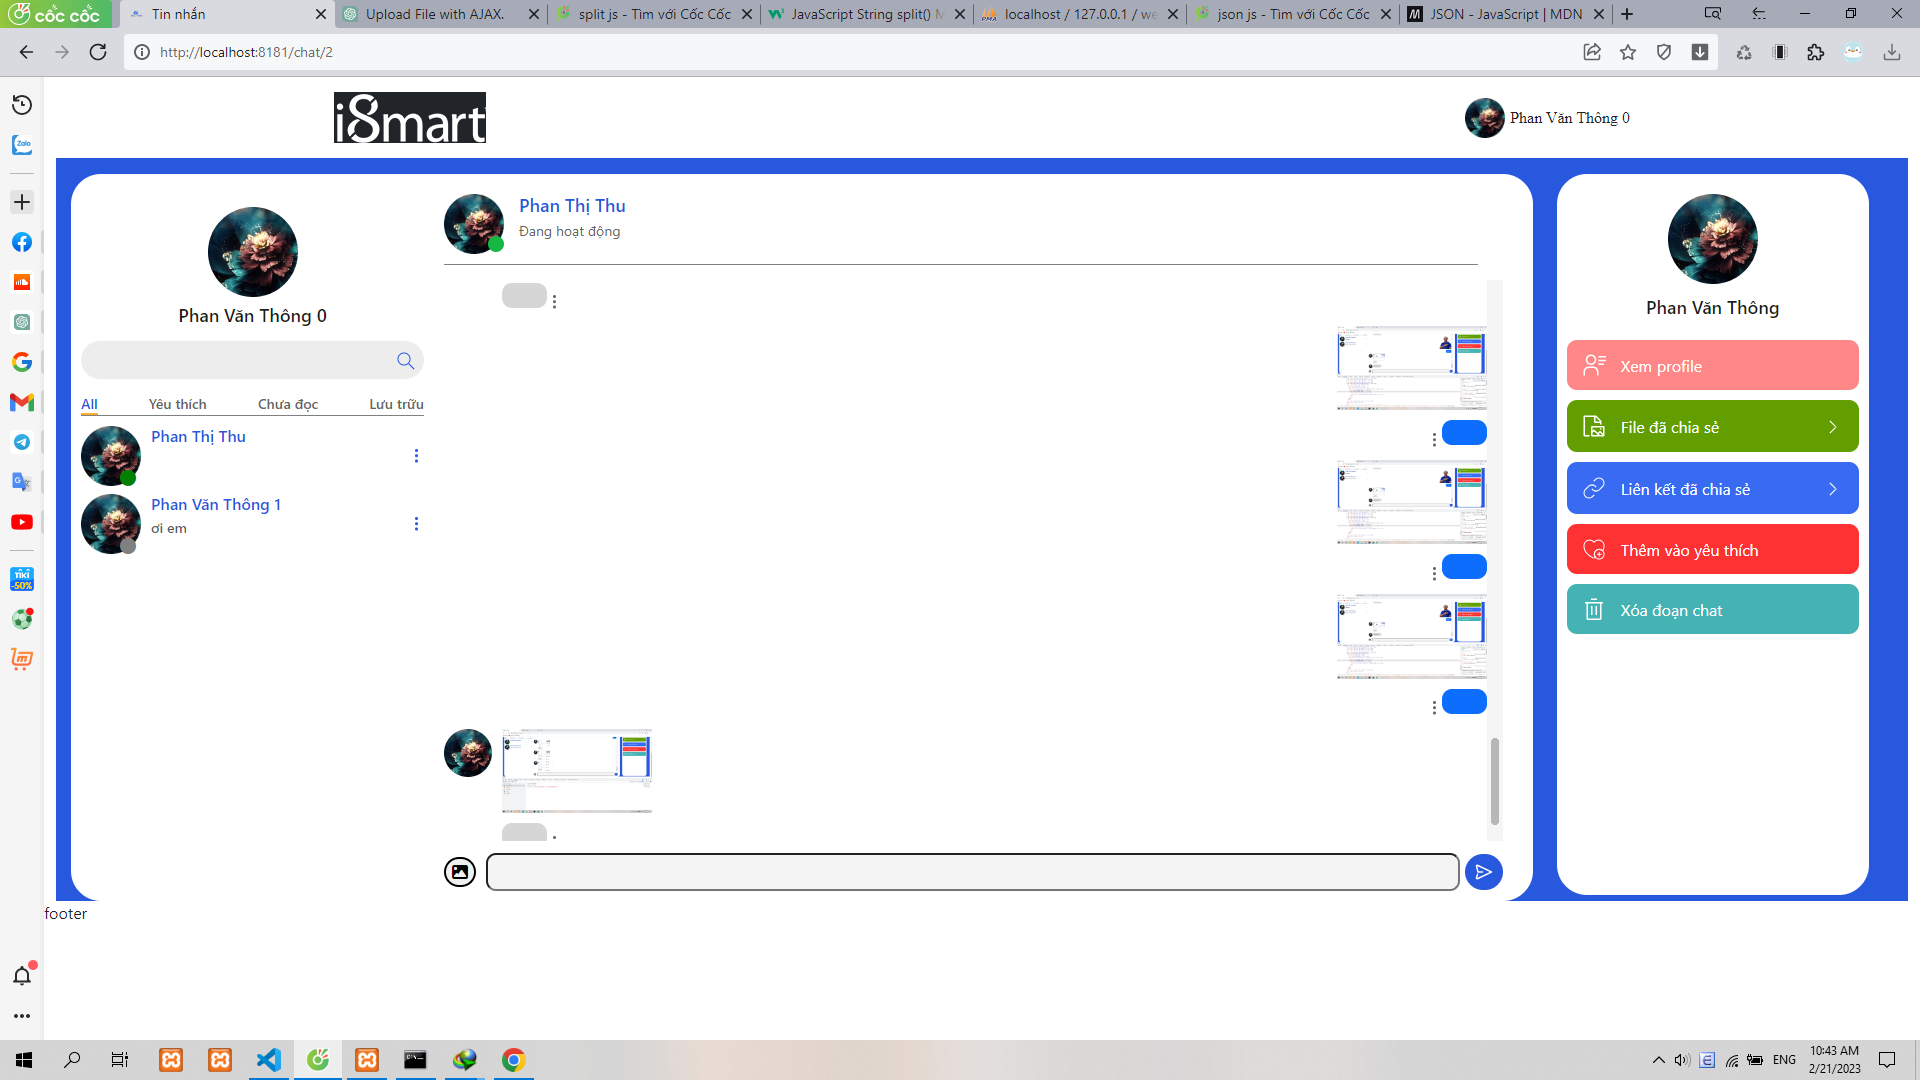 cốc cốc
Tin nhắn
Upload File with AJAX.
split js - Tìm với Cốc Cốc
JavaScript String split() M
localhost / 127.0.0.1 / we
json js - Tìm với Cốc Cốc
JSON - JavaScript | MDN
http://localhost:8181/chat/2
Zalo
TIKI
-50%
i8mart
Phan Văn Thông 0
Phan Văn Thông 0
All Yêu thích Chưa đọc Lưu trữu
Phan Thị Thu
Phan Văn Thông 1
ơi em
Phan Thị Thu
Đang hoạt động
Phan Văn Thông
Xem profile
File đã chia sẻ
Liên kết đã chia sẻ
Thêm vào yêu thích
Xóa đoạn chat
footer
ENG
10:43 AM
2/21/2023